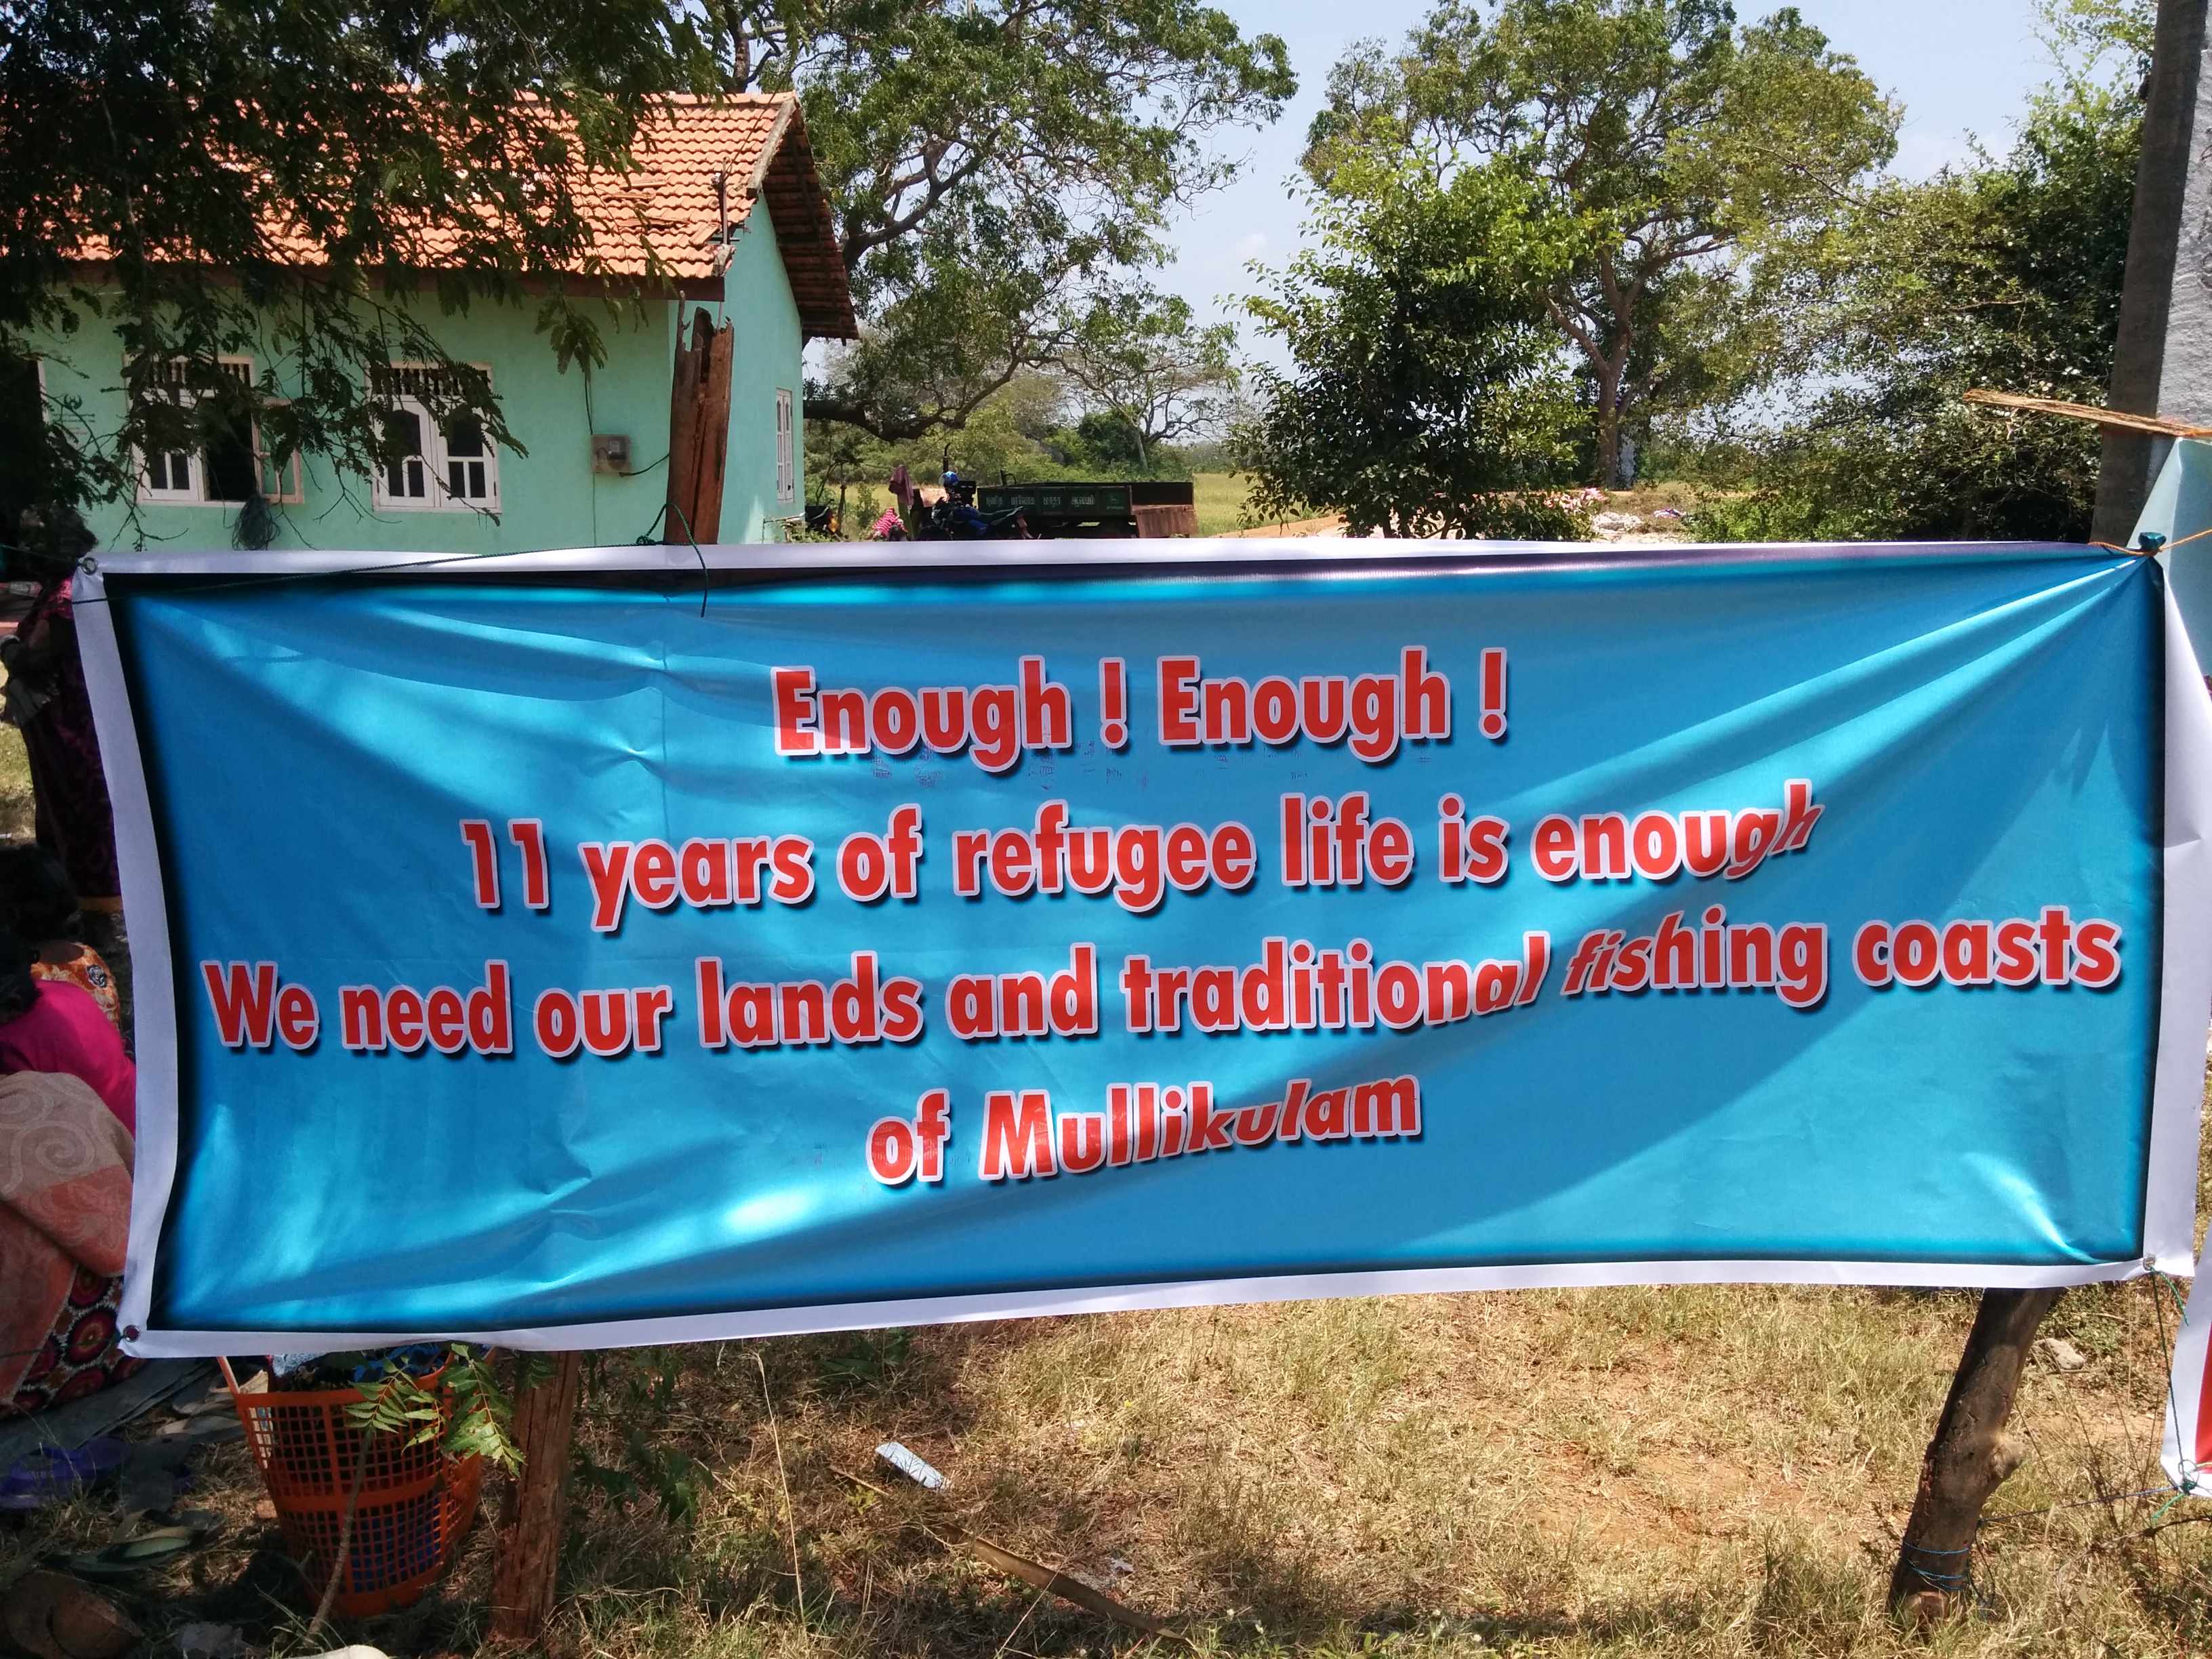 Enough ! Enough !
11 years of refugee life is enough
We need our lands and traditional fishing coasts
of Mullikulam